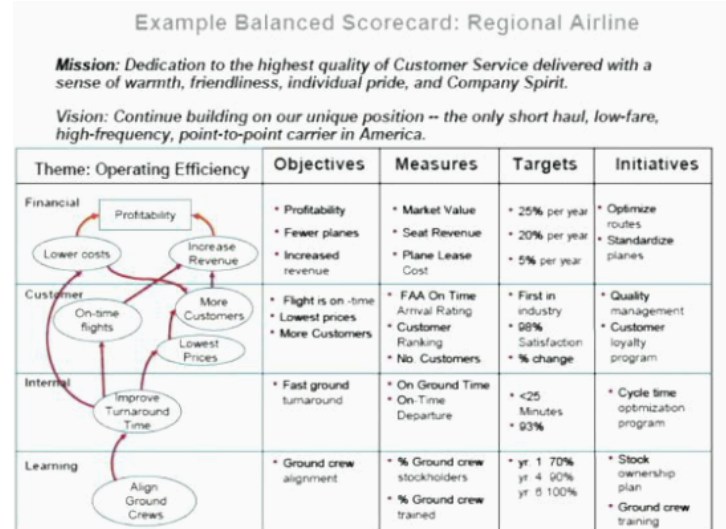 Example Balanced Scorecard: Regional Airline
Mission: Dedication to the highest quality of Customer Service delivered with a
sense of warmth, friendliness, individual pride, and Company Spirit.
Vision: Continue building on our unique position -- the only short haul, low-fare,
high-frequency, point-to-point carrier in America.
Theme: Operating Efficiency
Objectives
Measures
Targets
Initiatives
Financial
Profitability
Lower costs
Increase
Revenue
• Profitability
• Fewer planes
• Increased
revenue
• Market Value
• Seat Revenue
• Plane Lease
Cost
• 25% per year
• 20% per year
• 5% per year
• Optimize
routes
• Standardize
planes
Customer
On-time
flights
More
Customers
Lowest
Prices
• Flight is on -time
• Lowest prices
• More Customers
• FAA On Time
Arrival Rating
• Customer
Ranking
• No. Customers
• First in
industry
• 98%
Satisfaction
• % change
• Quality
management
• Customer
loyalty
program
Internal
Improve
Turnaround
Time
• Fast ground
turnaround
• On Ground Time
• On-Time
Departure
• <25
Minutes
• 93%
• Cycle time
optimization
program
Learning
Align
Ground
Crews
• Ground crew
alignment
• % Ground crew
stockholders
• % Ground crew
trained
• yr. 1 70%
yr. 4 90%
yr. 6 100%
• Stock
ownership
plan
• Ground crew
training